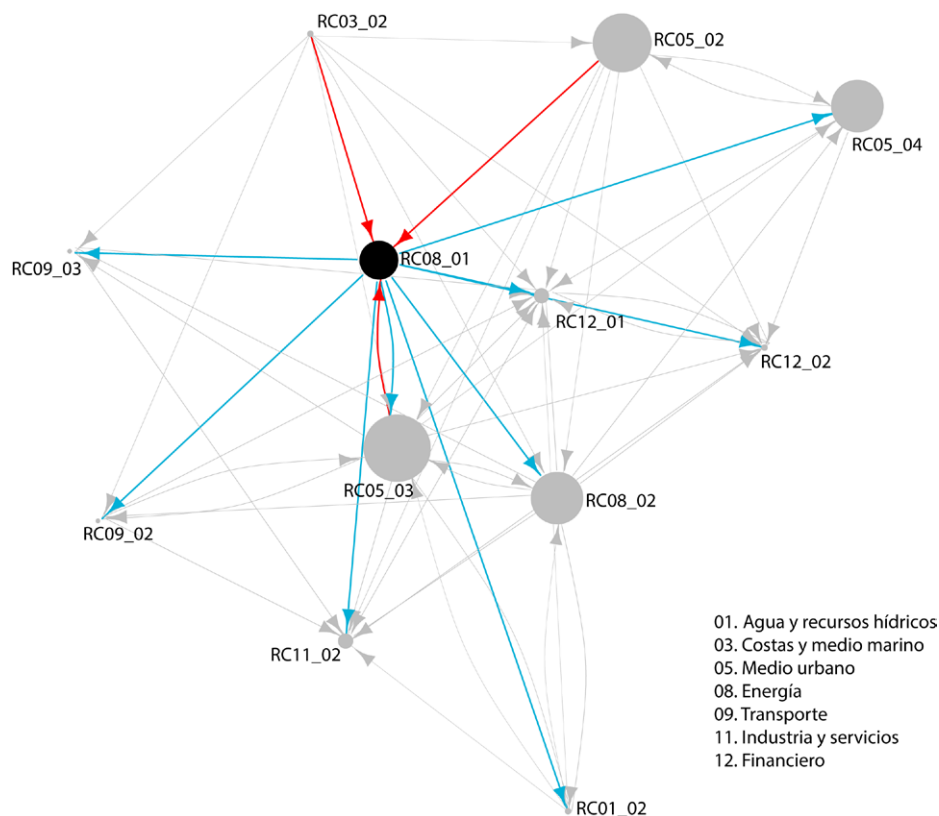 RC03_02
RC05_02
RC05_04
RC08_01
RC09_03
RC12_01
RC12_02
RC05_03
RC08_02
RC09_02
RC11_02
RC01_02
01. Agua y recursos hídricos
03. Costas y medio marino
05. Medio urbano
08. Energía
09. Transporte
11. Industria y servicios
12. Financiero